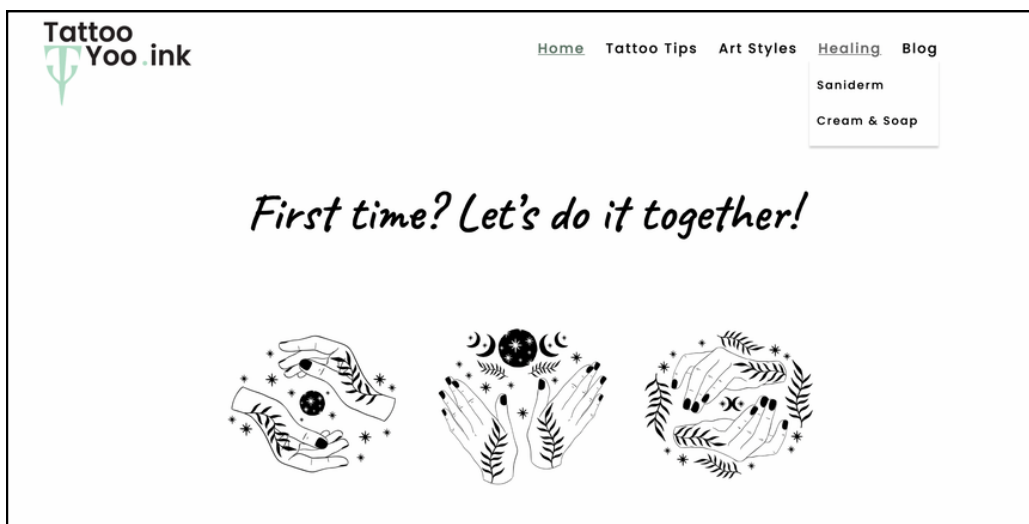 Tattoo
Yoo .ink
Home Tattoo Tips Art Styles Healing Blog
Saniderm
Cream & Soap
First time? Let's do it together!